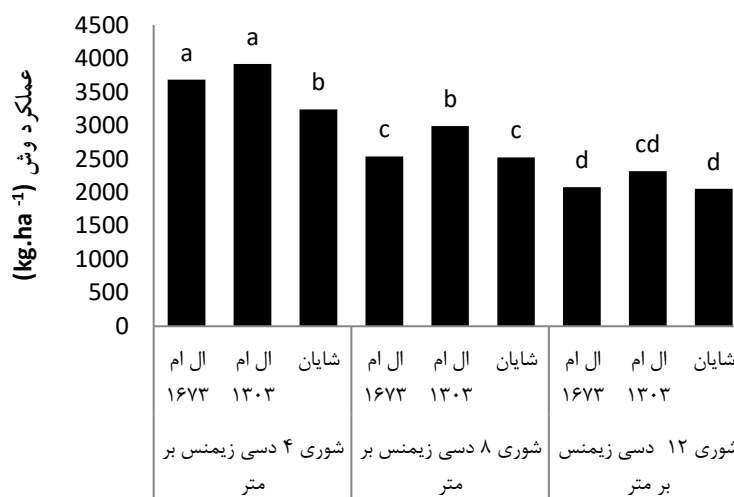 عملکرد وش
(kg.ha -1)
4500
4000
3500
3000
2500
2000
1500
1000
500
0
a
a
b
c
b
c
d
cd
d
ال ام ۱۶۷۳
ال ام ۱۳۰۳
شایان
ال ام ۱۶۷۳
ال ام ۱۳۰۳
شایان
ال ام ۱۶۷۳
ال ام ۱۳۰۳
شایان
شوری ۴ دسی زیمنس بر
متر
شوری ۸ دسی زیمنس بر
متر
شوری ۱۲ دسی زیمنس
بر متر